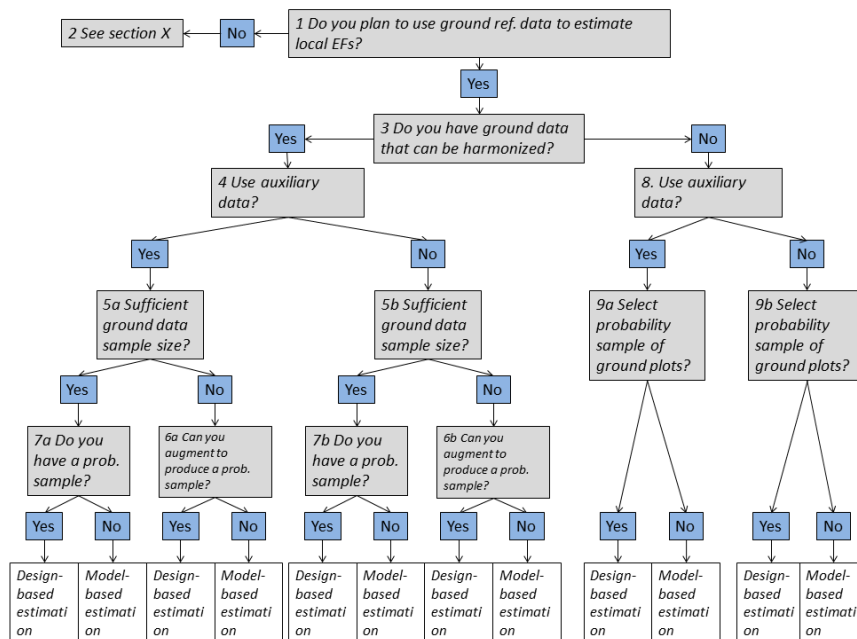 1 Do you plan to use ground ref. data to estimate
local EFs?
No
2 See section X
Yes
3 Do you have ground data
that can be harmonized?
Yes
No
4 Use auxiliary
data?
8. Use auxiliary
data?
Yes
No
Yes
No
5a Sufficient
ground data
sample size?
5b Sufficient
ground data
sample size?
9a Select
probability
sample of
ground plots?
9b Select
probability
sample of
ground plots?
Yes
No
Yes
No
7a Do you
have a prob.
sample?
6a Can you
augment to
produce a prob.
sample?
7b Do you
have a prob.
sample?
6b Can you
augment to
produce a prob.
sample?
Yes
No
Yes
No
Yes
No
Yes
No
Yes
No
Yes
No
Design-
based
estimati
on
Model-
based
estimati
on
Design-
based
estimati
on
Model-
based
estimati
on
Design-
based
estimati
on
Model-
based
estimati
on
Design-
based
estimati
on
Model-
based
estimati
on
Design-
based
estimati
on
Model-
based
estimati
on
Design-
based
estimati
on
Model-
based
estimati
on